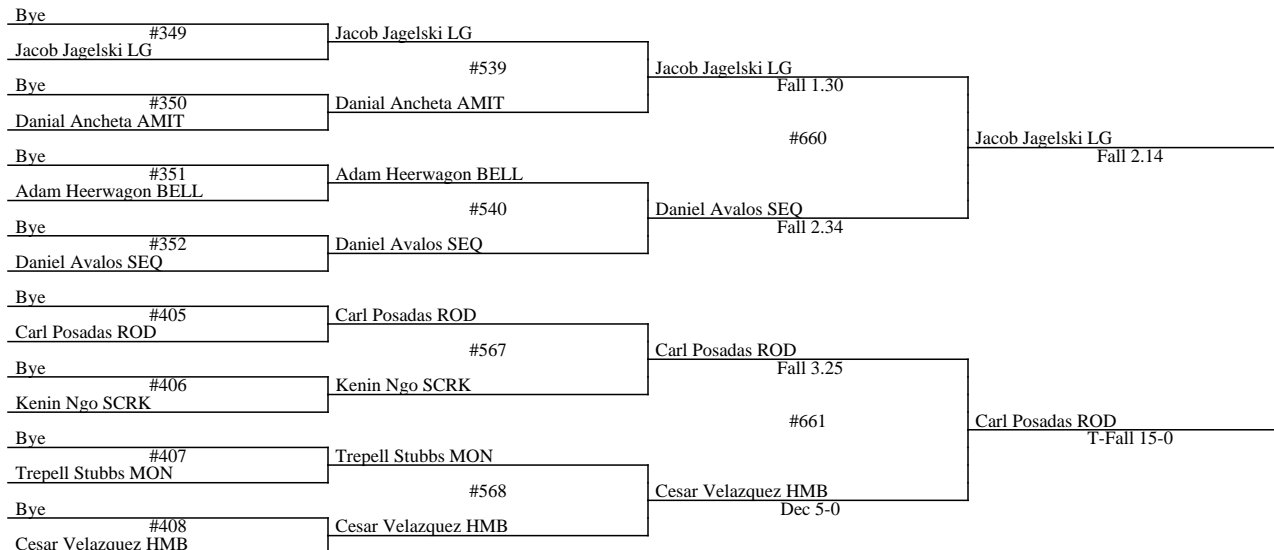 Bye
#349
Jacob Jagelski LG
Bye
#350
Danial Ancheta AMIT
Bye
#351
Adam Heerwagon BELL
Bye
#352
Daniel Avalos SEQ
Bye
#405
Carl Posadas ROD
Bye
#406
Kenin Ngo SCRK
Bye
#407
Trepell Stubbs MON
Bye
#408
Cesar Velazquez HMB
Jacob Jagelski LG
#539
Danial Ancheta AMIT
Adam Heerwagon BELL
#540
Daniel Avalos SEQ
Carl Posadas ROD
#567
Kenin Ngo SCRK
Trepell Stubbs MON
#568
Cesar Velazquez HMB
Jacob Jagelski LG
Fall 1.30
#660
Daniel Avalos SEQ
Fall 2.34
Carl Posadas ROD
Fall 3.25
#661
Cesar Velazquez HMB
Dec 5-0
Jacob Jagelski LG
Fall 2.14
Carl Posadas ROD
T-Fall 15-0